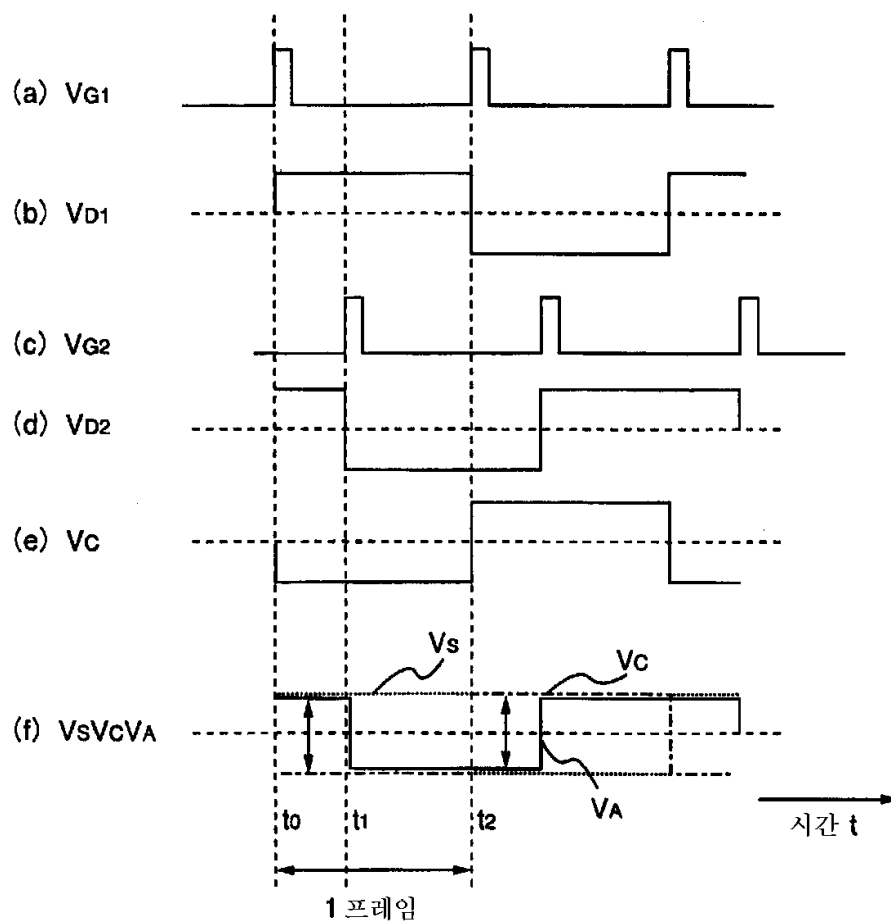 (a) VG1
(b) VD1
(c) VG2
(d) VD2
(e) VC
VS
VC
(f) VSVCVA
VA
t0
t1
t2
시간 t
1 프레임